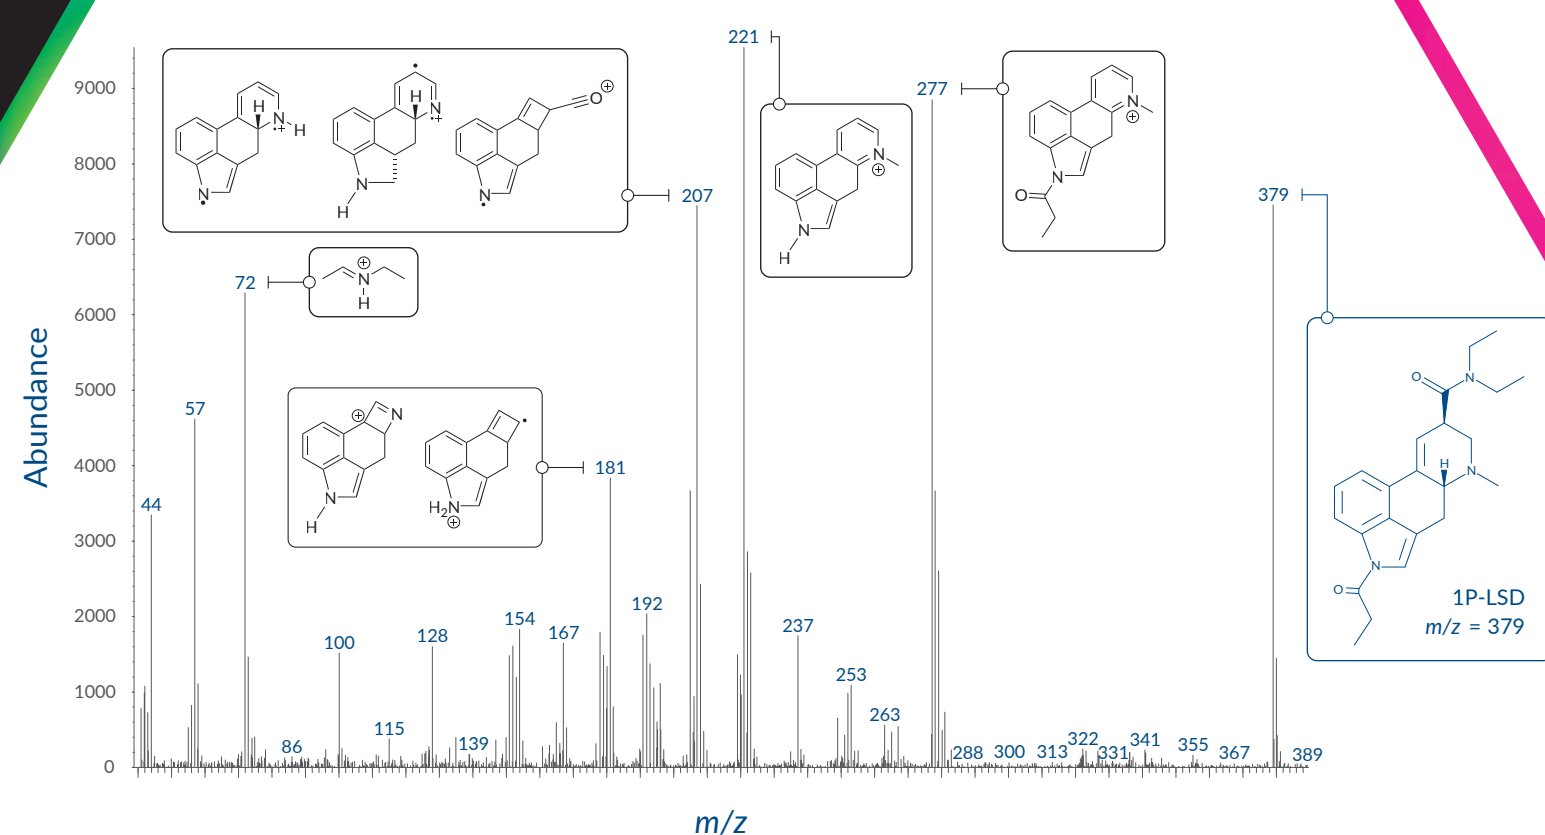 221
277
9000
8000
7000
6000
5000
4000
3000
2000
1000
0
Abundance
m/z
44
57
72
86
100
115
128
139
154
167
181
192
207
237
253
263
288
300
313
322
331
341
355
367
379
389
H
N
H
N
H
N
N
H
O
N
N
H
N
N
H
H2N
N
N
H
N
N
O
O
N
H
N
N
O
1P-LSD
m/z = 379